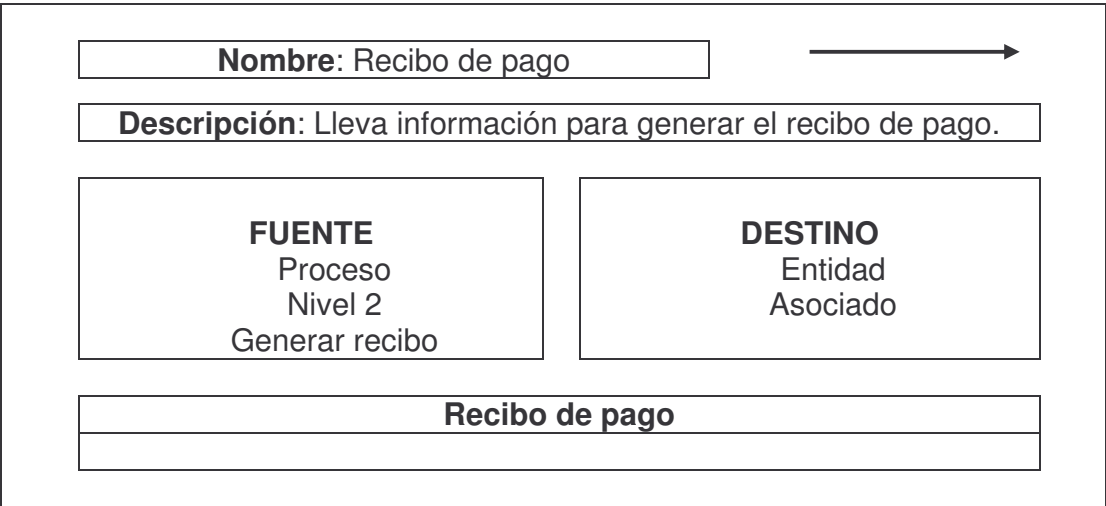 Nombre: Recibo de pago
Descripción: Lleva información para generar el recibo de pago.
FUENTE
Proceso
Nivel 2
Generar recibo
DESTINO
Entidad
Asociado
Recibo de pago